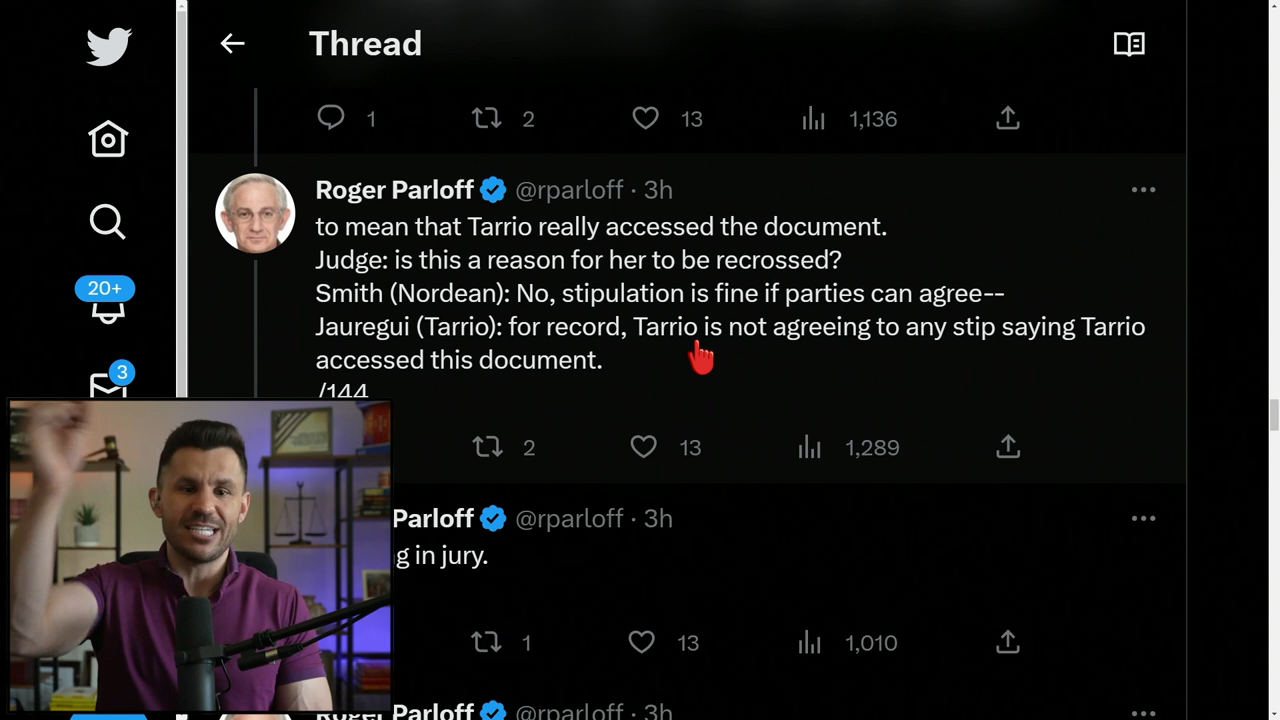 Thread
1
2
13
1,136
Roger Parloff @rparloff · 3h
to mean that Tarrio really accessed the document.
Judge: is this a reason for her to be recrossed?
Smith (Nordean): No, stipulation is fine if parties can agree--
Jauregui (Tarrio): for record, Tarrio is not agreeing to any stip saying Tarrio
accessed this document.
/144
20+
3
2
13
1,289
Parloff @rparloff · 3h
g in jury.
1
13
1,010
Roger Parloff @rparloff · 3h